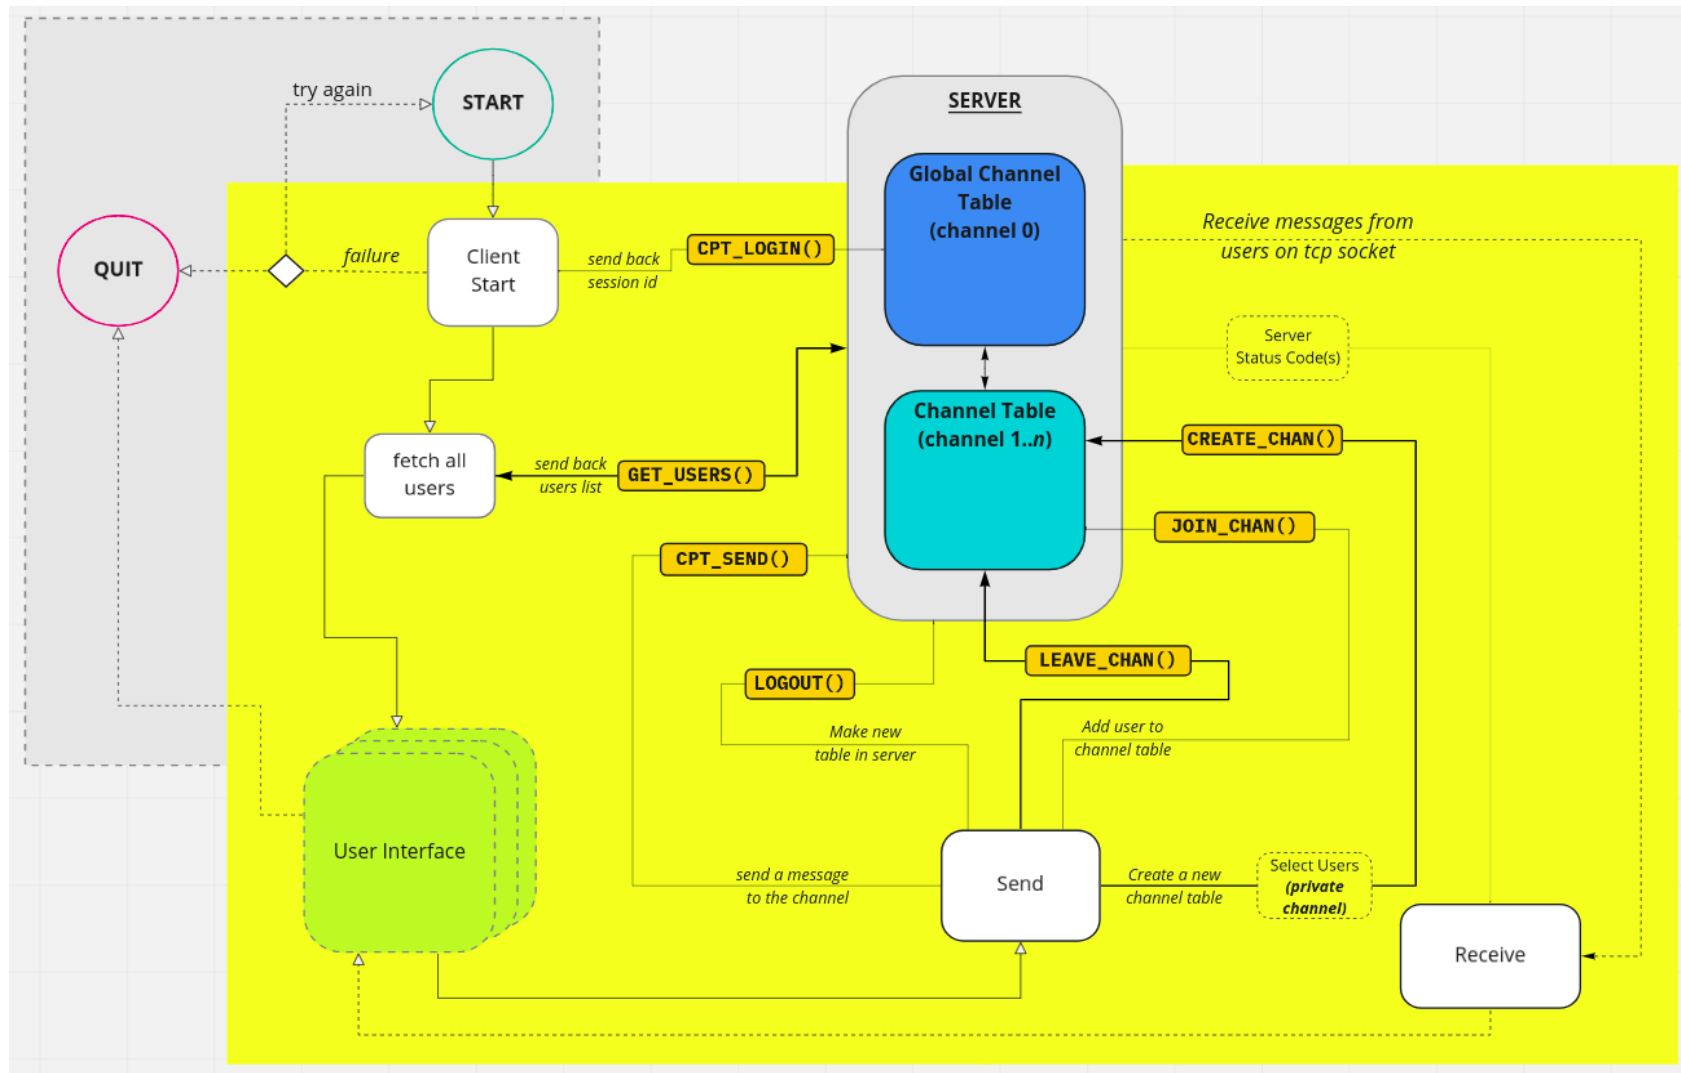 try again
START
SERVER
Global Channel
Table
(channel 0)
Receive messages from
users on tcp socket
QUIT
failure
Client
Start
send back
session id
CPT_LOGIN()
Server
Status Code(s)
Channel Table
(channel 1..n)
CREATE_CHAN()
fetch all
users
send back
users list
GET_USERS()
JOIN_CHAN()
CPT_SEND()
LEAVE_CHAN()
LOGOUT()
Make new
table in server
Add user to
channel table
User Interface
send a message
to the channel
Send
Create a new
channel table
Select Users
(private
channel)
Receive